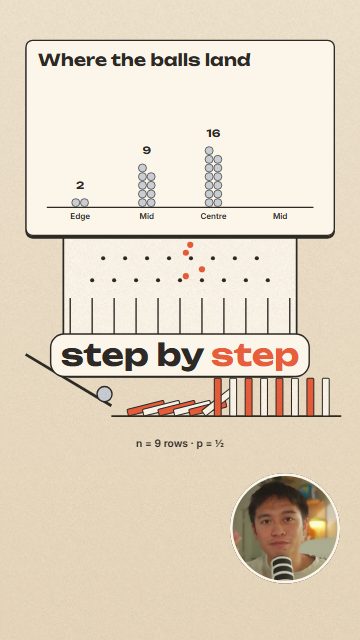 Where the balls land
2
9
16
Edge
Mid
Centre
Mid
step by step
n = 9 rows · p = ½